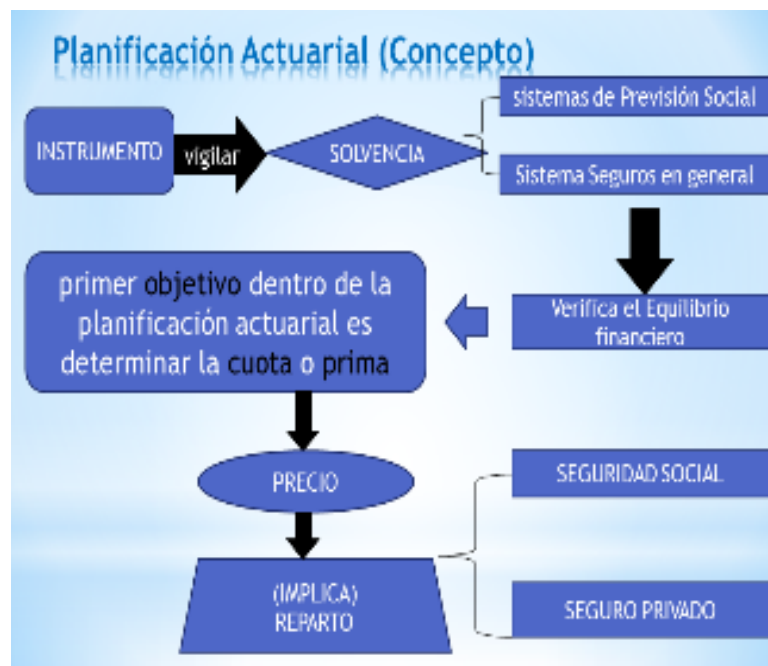 Planificación Actuarial (Concepto)
INSTRUMENTO
vigilar
SOLVENCIA
sistemas de Previsión Social
Sistema Seguros en general
Verifica el Equilibrio
financiero
primer objetivo dentro de la
planificación actuarial es
determinar la cuota o prima
PRECIO
(IMPLICA)
REPARTO
SEGURIDAD SOCIAL
SEGURO PRIVADO